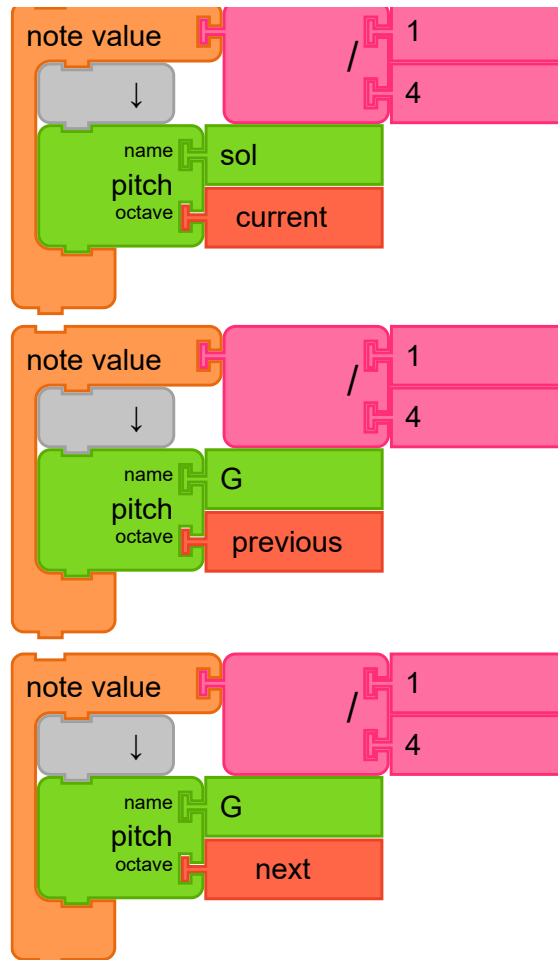 note value / 1
4
↓
name sol
pitch
octave current
note value / 1
4
↓
name G
pitch
octave previous
note value / 1
4
↓
name G
pitch
octave next